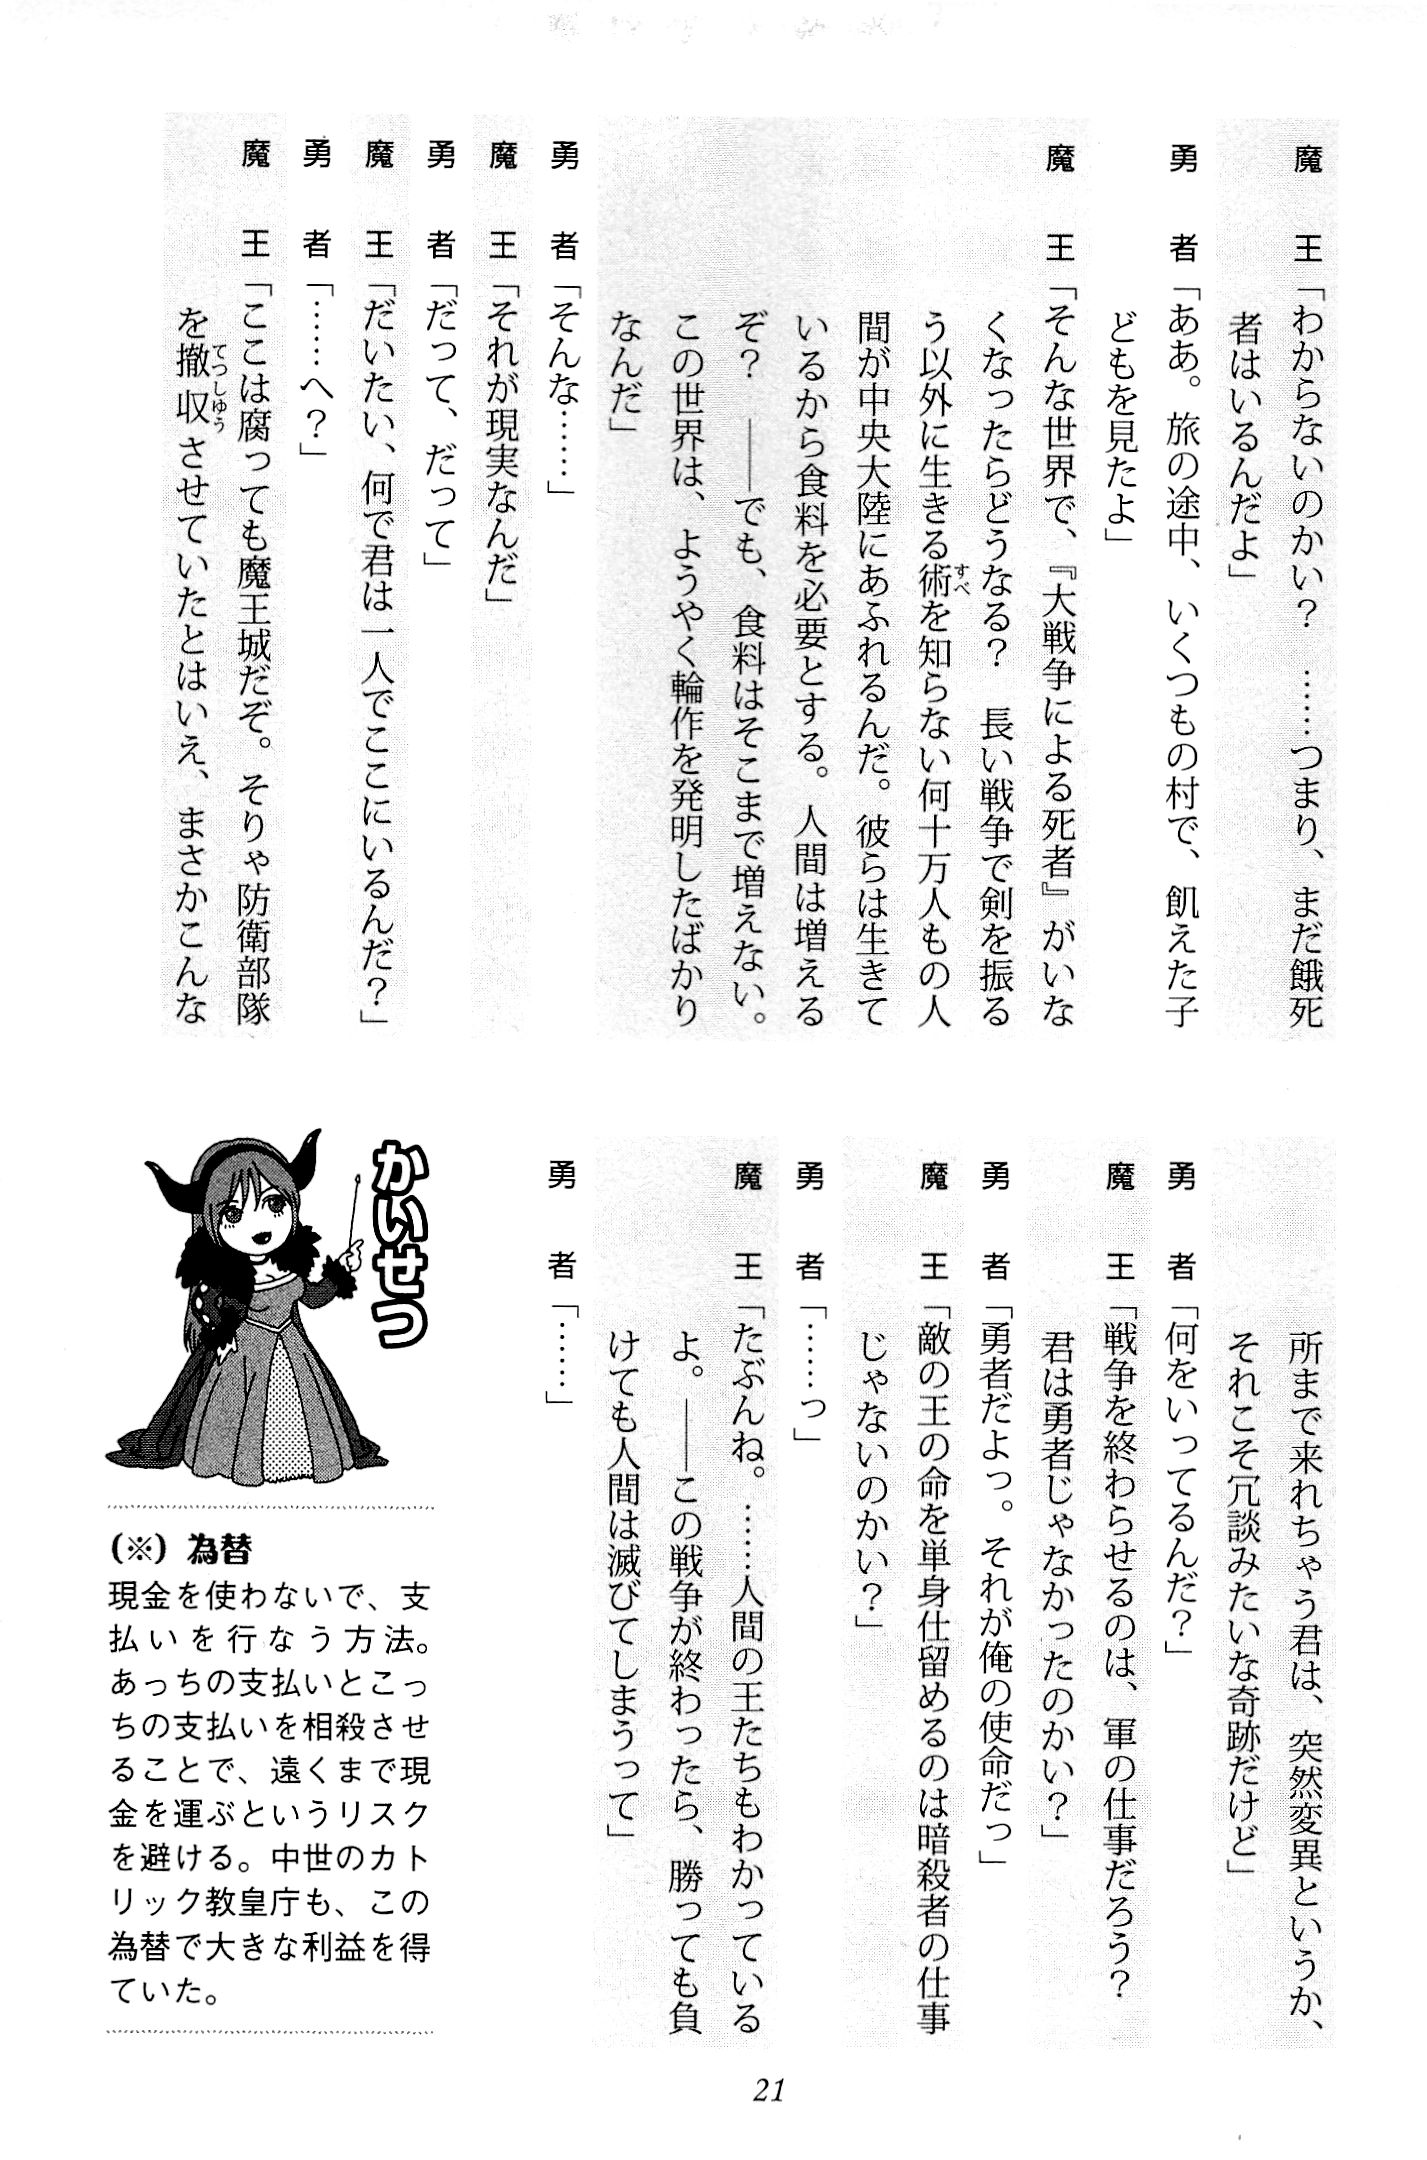 魔王「わからないのかい？　……つまり、まだ餓死
者はいるんだよ」
勇者「ああ。旅の途中、いくつもの村で、飢えた子
どもを見たよ」
魔王「そんな世界で、『大戦争による死者』がいな
くなったらどうなる？　長い戦争で剣を振る
う以外に生きる術を知らない何十万人もの人
間が中央大陸にあふれるんだ。彼らは生きて
いるから食料を必要とする。人間は増える
ぞ？　――でも、食料はそこまで増えない。
この世界は、ようやく輪作を発明したばかり
なんだ」
勇者「そんな……」
魔王「それが現実なんだ」
勇者「だって、だって」
魔王「だいたい、何で君は一人でここにいるんだ？」
勇者「……へ？」
魔王「ここは腐っても魔王城だぞ。そりゃ防衛部隊
を撤収させていたとはいえ、まさかこんな
所まで来れちゃう君は、突然変異というか、
それこそ冗談みたいな奇跡だけど」
勇者「何をいってるんだ？」
魔王「戦争を終わらせるのは、軍の仕事だろう？
君は勇者じゃなかったのかい？」
勇者「勇者だよっ。それが俺の使命だっ」
魔王「敵の王の命を単身仕留めるのは暗殺者の仕事
じゃないのかい？」
勇者「……っ」
魔王「たぶんね。……人間の王たちもわかっている
よ。――この戦争が終わったら、勝っても負
けても人間は滅びてしまうって」
勇者「……」
かいせつ
（※）為替
現金を使わないで、支
払いを行なう方法。
あっちの支払いとこっ
ちの支払いを相殺させ
ることで、遠くまで現
金を運ぶというリスク
を避ける。中世のカト
リック教皇庁も、この
為替で大きな利益を得
ていた。
21